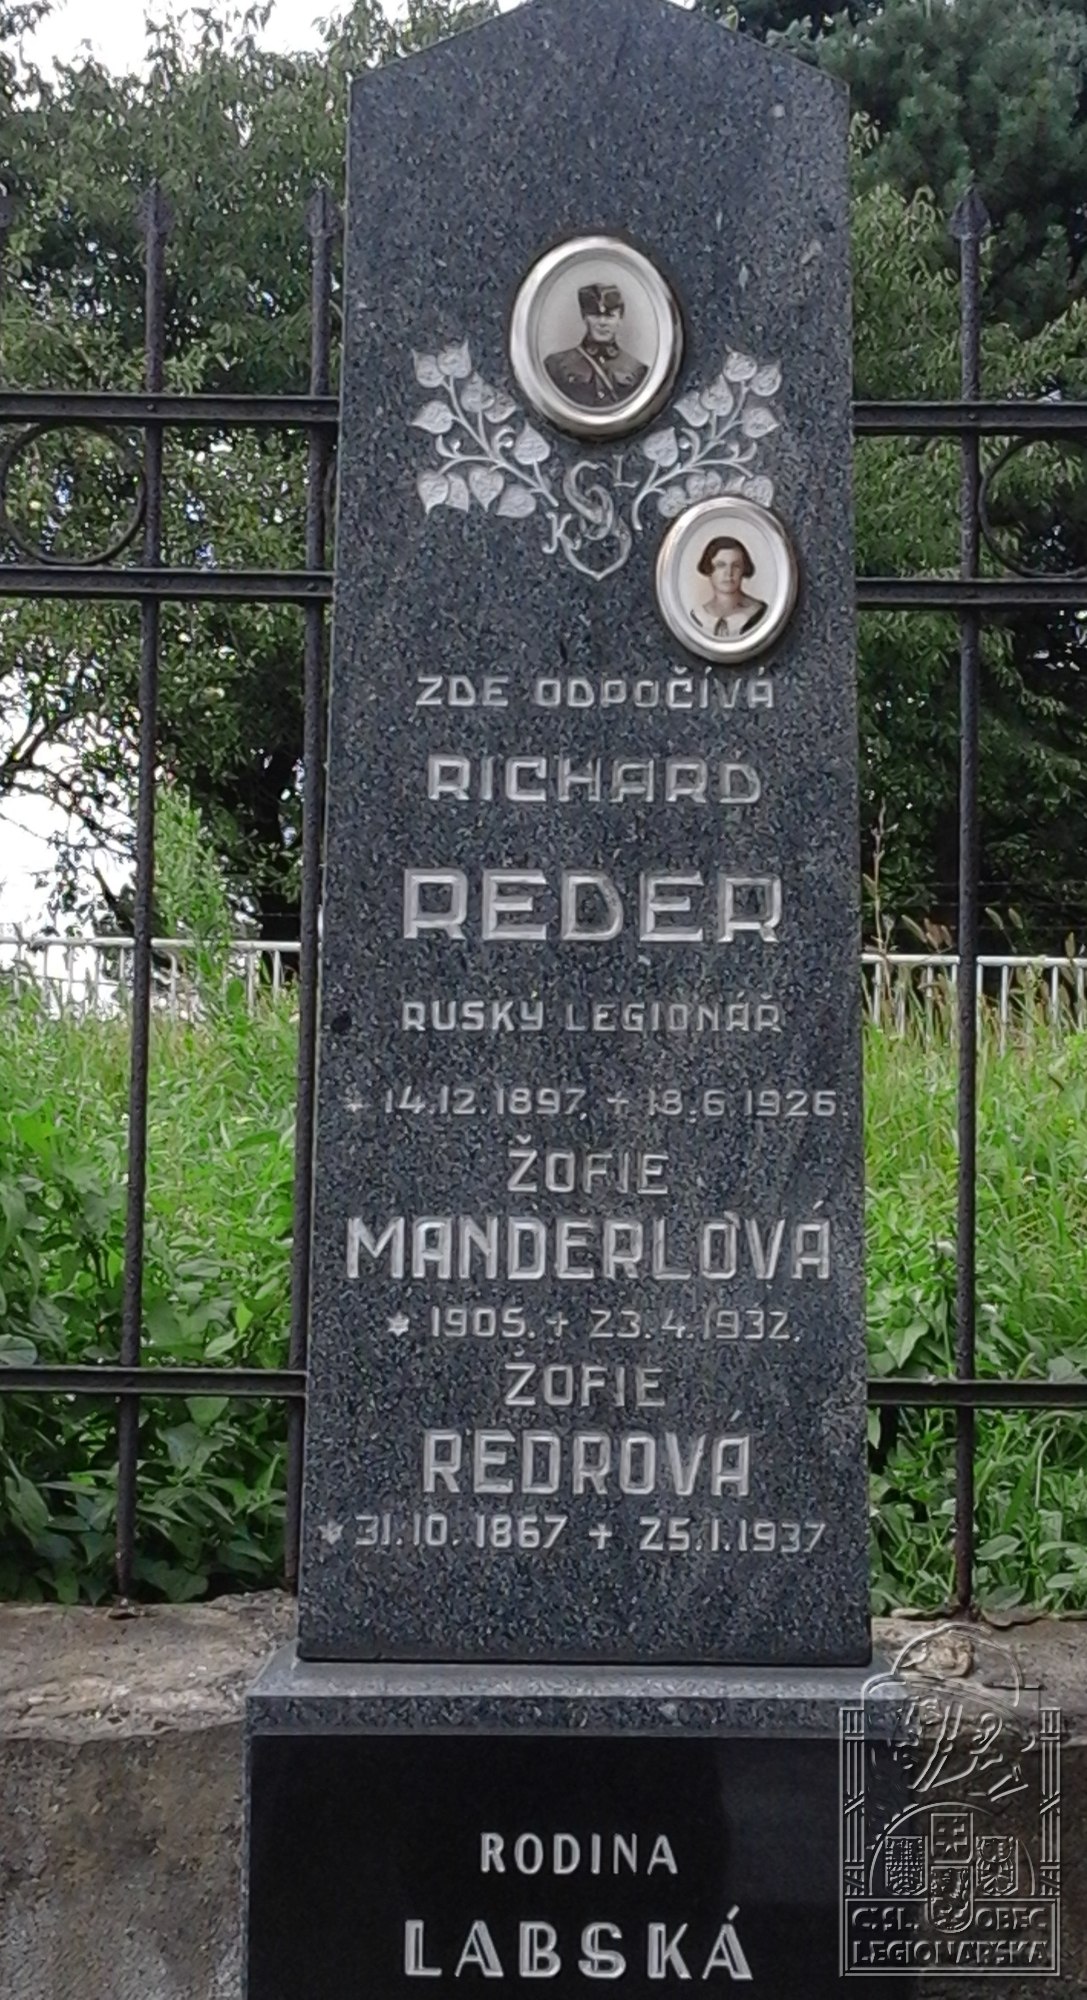 S
L
K
ZDE ODPOČÍVÁ
RICHARD
REDER
RUSKÝ LEGIONÁŘ
* 14.12.1897. + 18.6.1926.
ŽOFIE
MANDERLOVÁ
* 1905. + 23.4.1932.
ŽOFIE
REDROVÁ
* 31.10.1867 + 25.1.1937
RODINA
LABSKÁ
ČSL. OBEC
LEGIONÁŘSKÁ